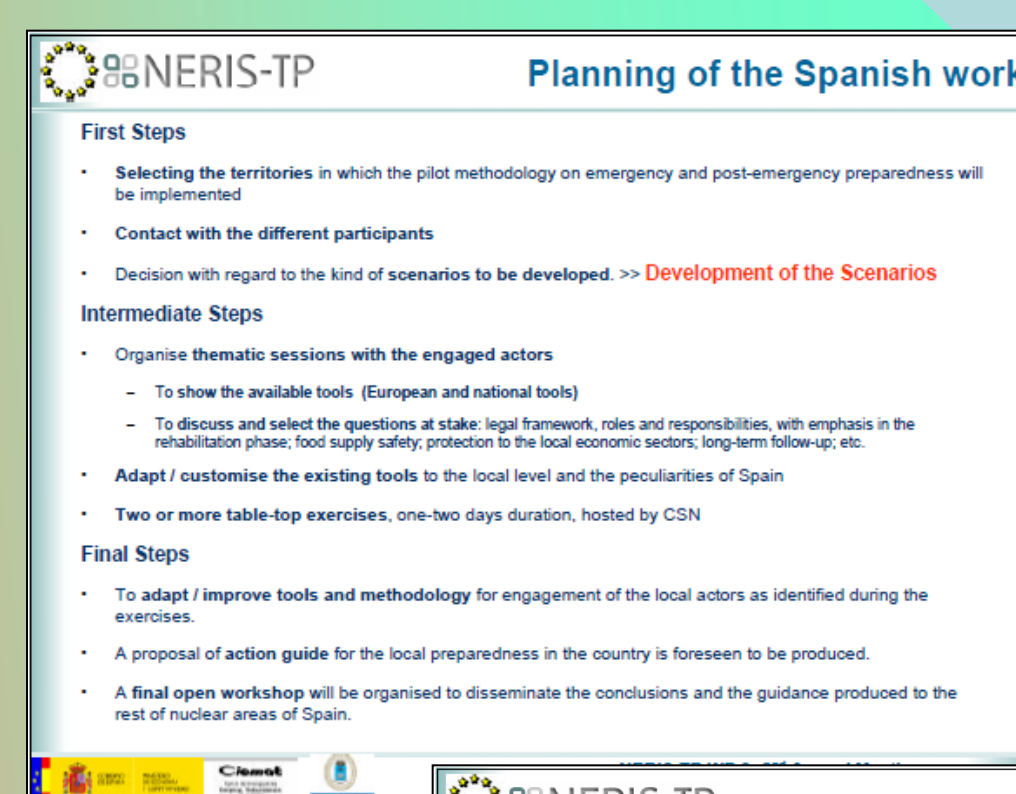 NERIS-TP
Planning of the Spanish work
First Steps
· Selecting the territories in which the pilot methodology on emergency and post-emergency preparedness will
be implemented
· Contact with the different participants
· Decision with regard to the kind of scenarios to be developed. >> Development of the Scenarios
Intermediate Steps
· Organise thematic sessions with the engaged actors
– To show the available tools (European and national tools)
– To discuss and select the questions at stake: legal framework, roles and responsibilities, with emphasis in the
rehabilitation phase; food supply safety; protection to the local economic sectors; long-term follow-up; etc.
· Adapt / customise the existing tools to the local level and the peculiarities of Spain
· Two or more table-top exercises, one-two days duration, hosted by CSN
Final Steps
· To adapt / improve tools and methodology for engagement of the local actors as identified during the
exercises.
· A proposal of action guide for the local preparedness in the country is foreseen to be produced.
· A final open workshop will be organised to disseminate the conclusions and the guidance produced to the
rest of nuclear areas of Spain.
Ciemat
NERIS-TP